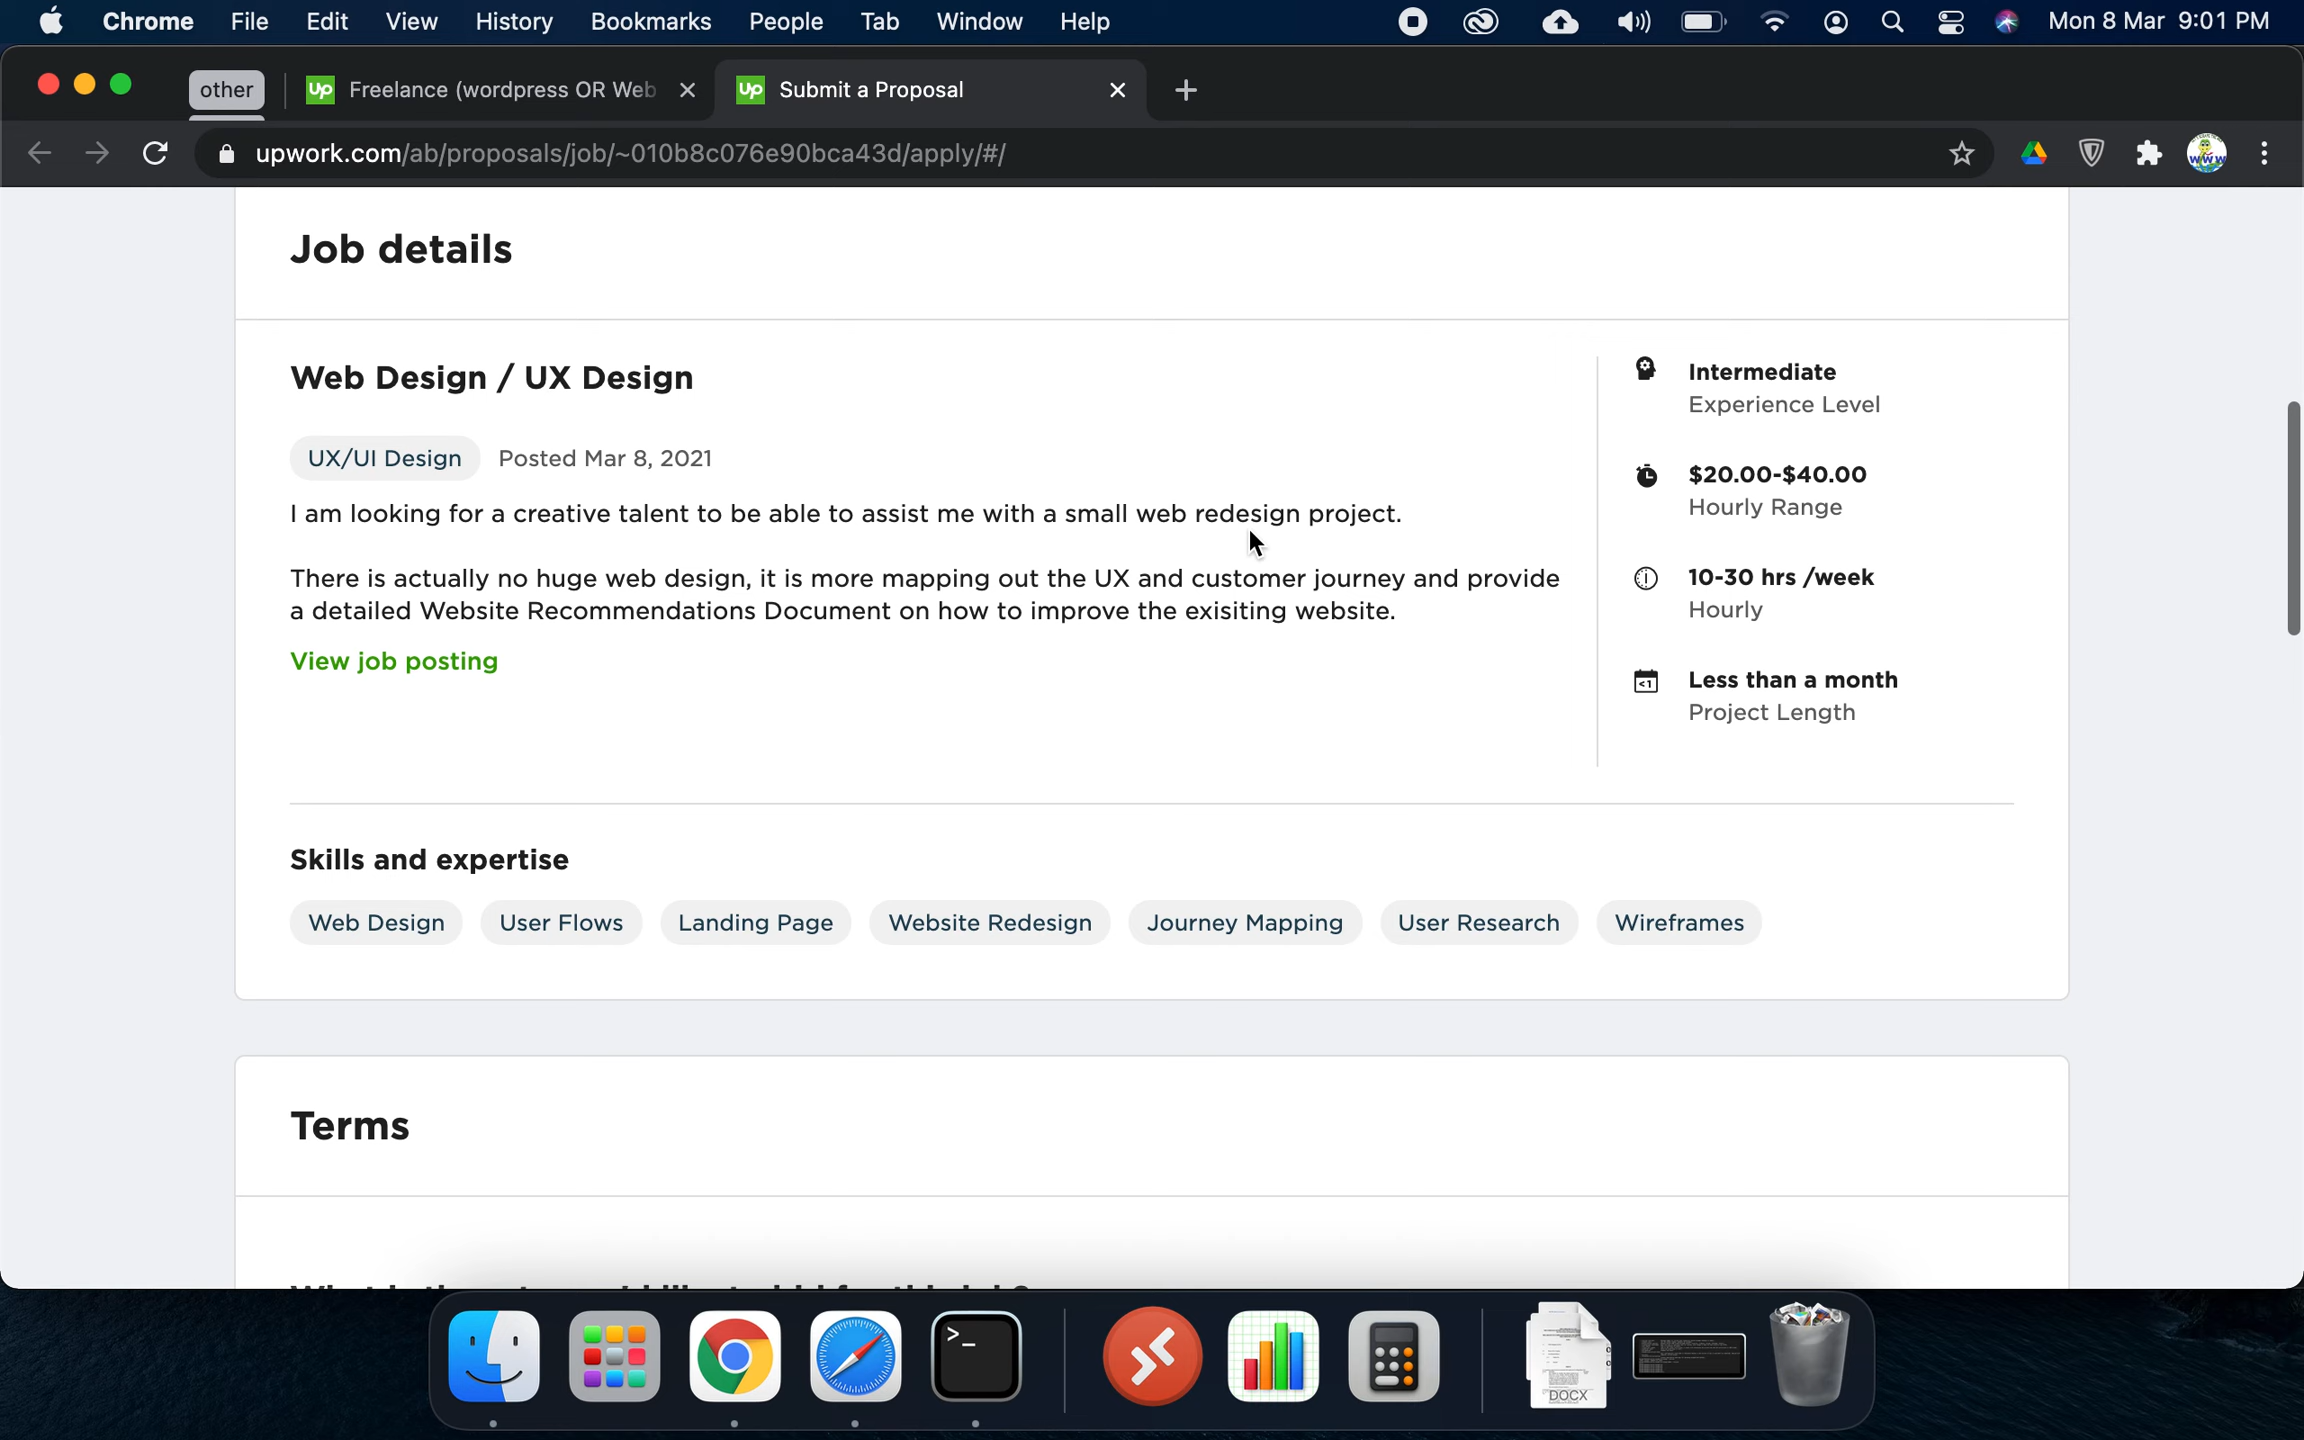 Chrome File Edit View History Bookmarks People Tab Window Help Mon 8 Mar 9:01 PM
other Up Freelance (wordpress OR Web Up Submit a Proposal
upwork.com/ab/proposals/job/~010b8c076e90bca43d/apply/#/
Job details
Web Design / UX Design
UX/UI Design Posted Mar 8, 2021
I am looking for a creative talent to be able to assist me with a small web redesign project.
There is actually no huge web design, it is more mapping out the UX and customer journey and provide
a detailed Website Recommendations Document on how to improve the exisiting website.
View job posting
Intermediate
Experience Level
$20.00-$40.00
Hourly Range
10-30 hrs /week
Hourly
<1 Less than a month
Project Length
Skills and expertise
Web Design User Flows Landing Page Website Redesign Journey Mapping User Research Wireframes
Terms
>_
DOCX